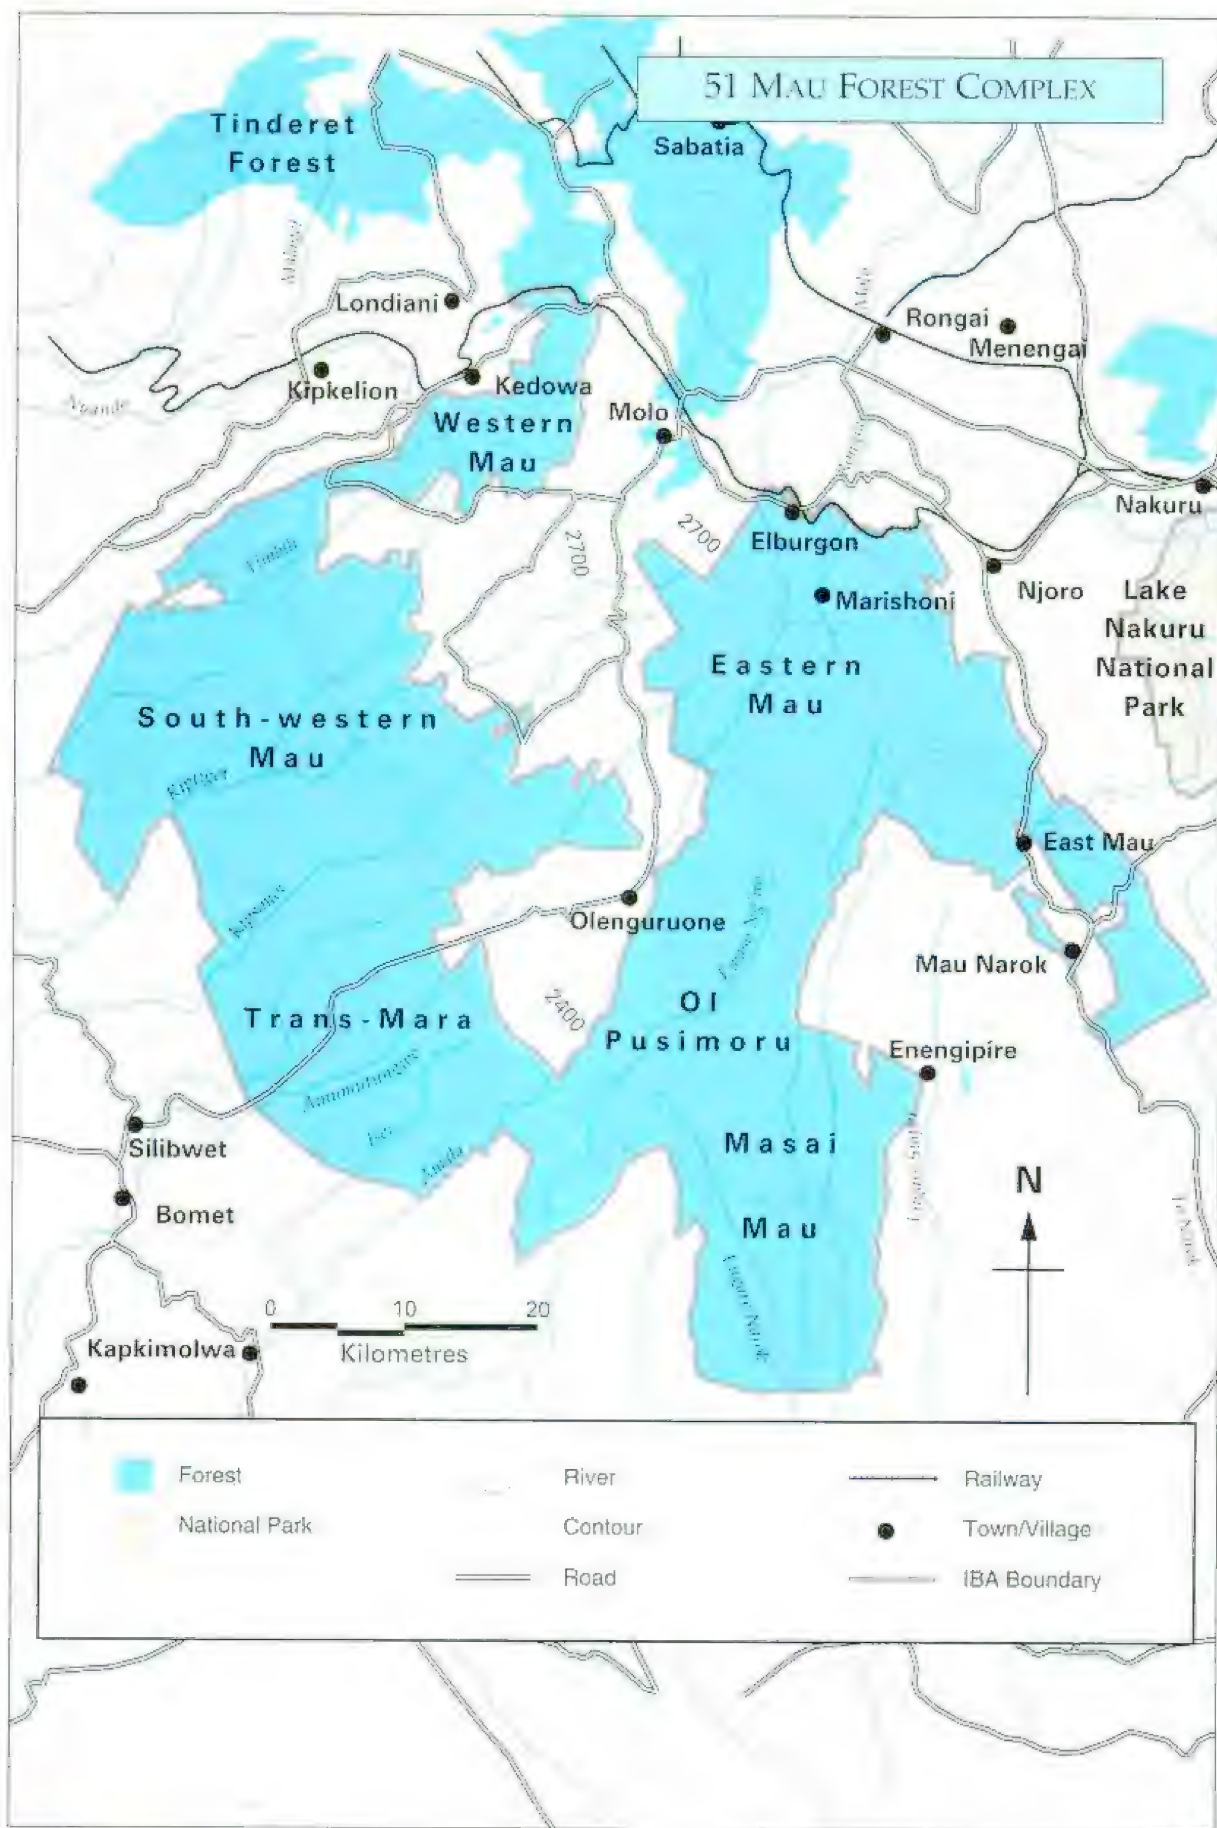 51 MAU FOREST COMPLEX
Tinderet
Forest
Sabatia
Londiani
Rongai
Menengai
Kipkelion
Kedowa
Molo
Western
Mau
Nakuru
2700
2700
Elburgon
Njoro
Marishoni
Lake
Nakuru
National
Park
Eastern
Mau
South-western
Mau
Kiptiget
East Mau
Kipsonoi
Olenguruone
Mau Narok
Ol
Pusimoru
2400
Trans-Mara
Enengipire
Silibwet
Amala
Masai
Mau
Bomet
N
0 10 20
Kilometres
Kapkimolwa
Forest
River
Railway
National Park
Contour
Town/Village
Road
IBA Boundary